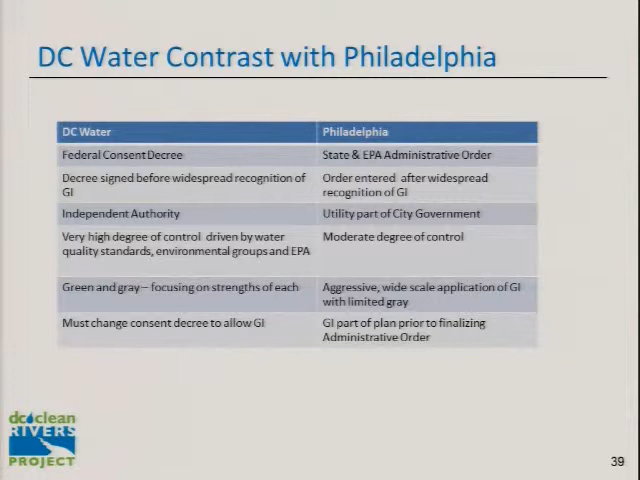 DC Water Contrast with Philadelphia
DC Water Philadelphia
Federal Consent Decree State & EPA Administrative Order
Decree signed before widespread recognition of
GI
Order entered after widespread
recognition of GI
Independent Authority Utility part of City Government
Very high degree of control driven by water
quality standards, environmental groups and EPA
Moderate degree of control
Green and gray – focusing on strengths of each
Aggressive, wide scale application of GI
with limited gray
Must change consent decree to allow GI
GI part of plan prior to finalizing
Administrative Order
dc clean
RIVERS
PROJECT
39